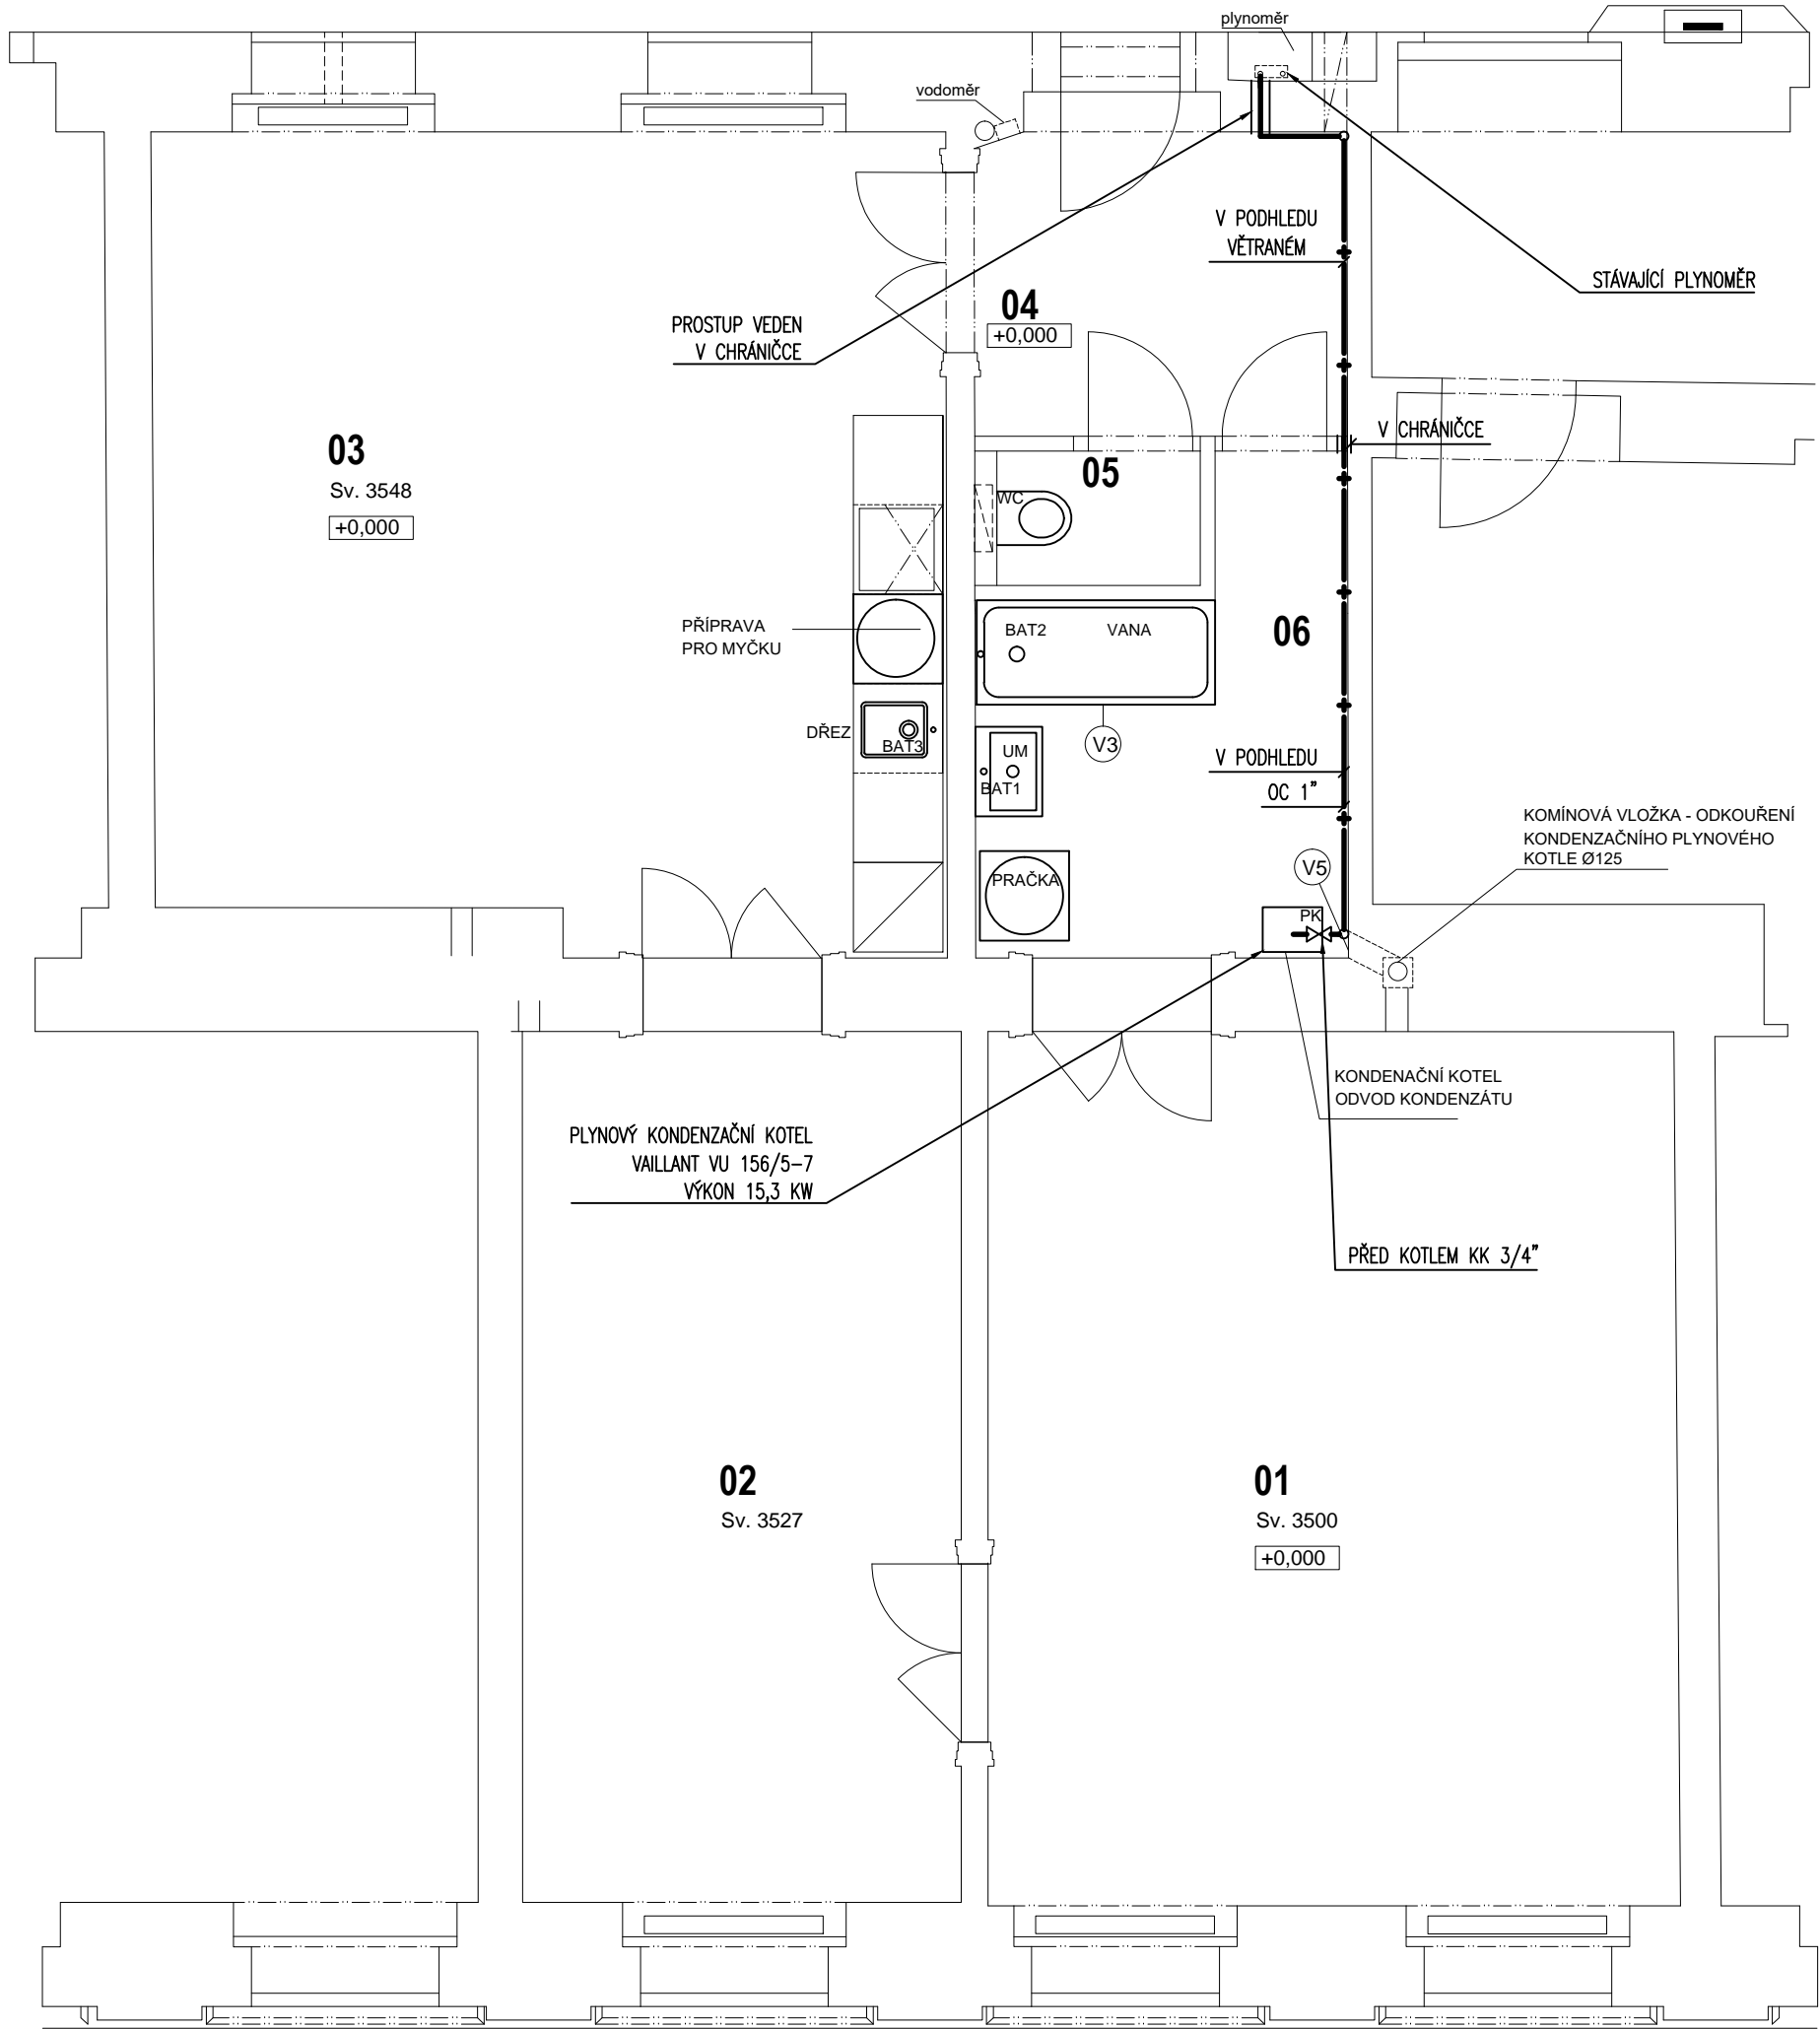 plynoměr
vodoměr
V PODHLEDU
VĚTRANÉM
STÁVAJÍCÍ PLYNOMĚR
04
+0,000
PROSTUP VEDEN
V CHRÁNIČCE
V CHRÁNIČCE
03
Sv. 3548
+0,000
05
WC
PŘÍPRAVA
PRO MYČKU
BAT2
VANA
06
DŘEZ
BAT3
V3
UM
BAT1
V PODHLEDU
OC 1"
KOMÍNOVÁ VLOŽKA - ODKOUŘENÍ
KONDENZAČNÍHO PLYNOVÉHO
KOTLE Ø125
V5
PRAČKA
PK
KONDENAČNÍ KOTEL
ODVOD KONDENZÁTU
PLYNOVÝ KONDENZAČNÍ KOTEL
VAILLANT VU 156/5-7
VÝKON 15,3 KW
PŘED KOTLEM KK 3/4"
02
Sv. 3527
01
Sv. 3500
+0,000